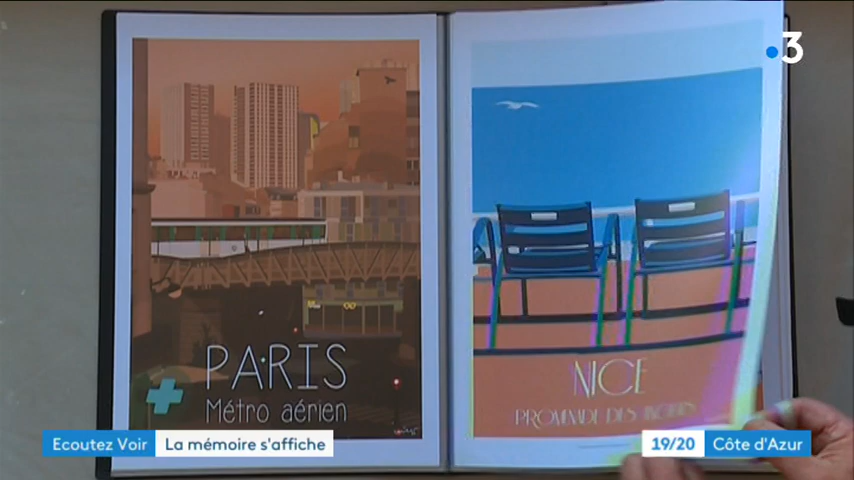 3
PARIS
Métro aérien
NICE
PROMENADE DES ANGLAIS
Ecoutez Voir
La mémoire s'affiche
19/20
Côte d'Azur